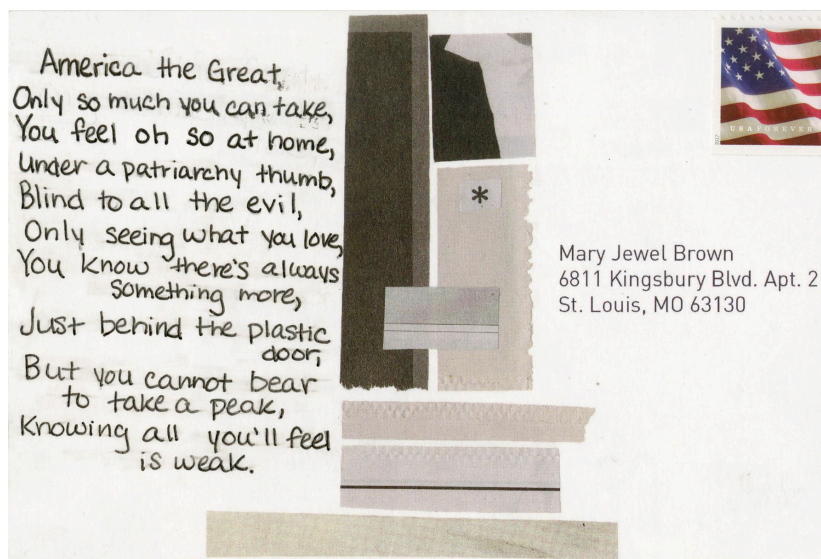 America the Great,
Only so much you can take,
You feel oh so at home,
Under a patriarchy thumb,
Blind to all the evil,
Only seeing what you love,
You know there's always
something more,
Just behind the plastic
door,
But you cannot bear
to take a peak,
Knowing all you'll feel
is weak.
*
USA FOREVER
2017
Mary Jewel Brown
6811 Kingsbury Blvd. Apt. 2
St. Louis, MO 63130